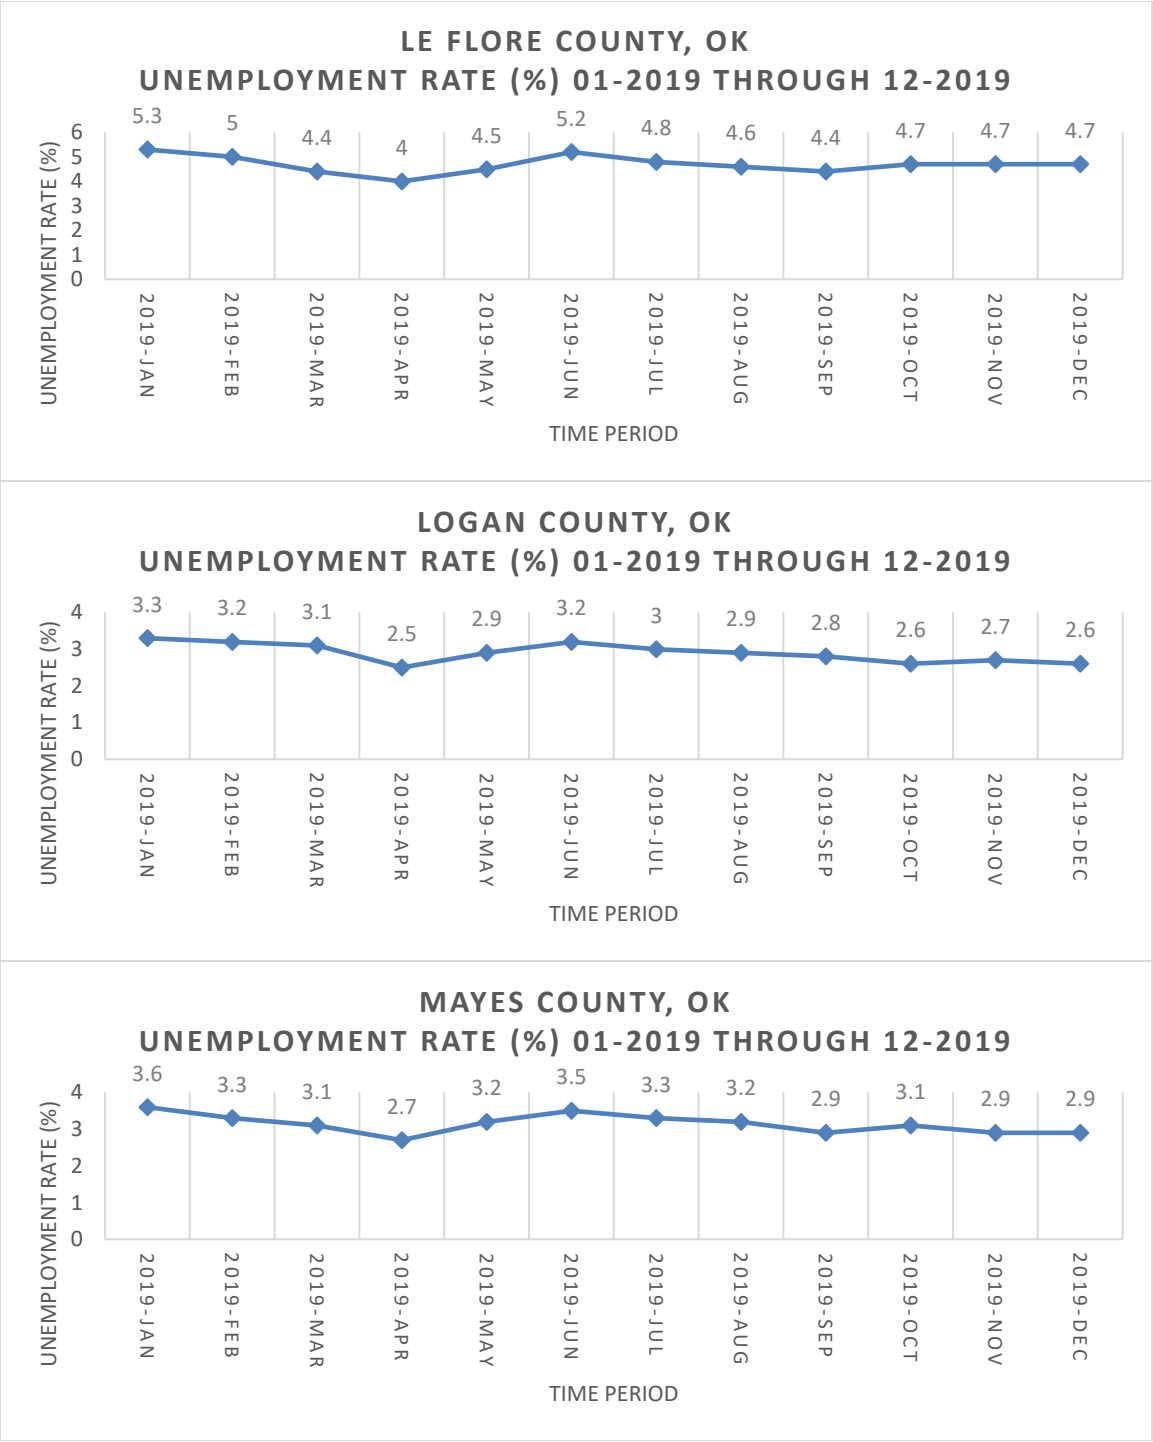 LE FLORE COUNTY, OK
UNEMPLOYMENT RATE (%) 01-2019 THROUGH 12-2019
5.3 5 4.4 4 4.5 5.2 4.8 4.6 4.4 4.7 4.7 4.7
6
5
4
3
2
1
0
UNEMPLOYMENT RATE (%)
2019-JAN
2019-FEB
2019-MAR
2019-APR
2019-MAY
2019-JUN
2019-JUL
2019-AUG
2019-SEP
2019-OCT
2019-NOV
2019-DEC
TIME PERIOD
LOGAN COUNTY, OK
UNEMPLOYMENT RATE (%) 01-2019 THROUGH 12-2019
3.3 3.2 3.1 2.5 2.9 3.2 3 2.9 2.8 2.6 2.7 2.6
4
3
2
1
0
UNEMPLOYMENT RATE (%)
2019-JAN
2019-FEB
2019-MAR
2019-APR
2019-MAY
2019-JUN
2019-JUL
2019-AUG
2019-SEP
2019-OCT
2019-NOV
2019-DEC
TIME PERIOD
MAYES COUNTY, OK
UNEMPLOYMENT RATE (%) 01-2019 THROUGH 12-2019
3.6 3.3 3.1 2.7 3.2 3.5 3.3 3.2 2.9 3.1 2.9 2.9
4
3
2
1
0
UNEMPLOYMENT RATE (%)
2019-JAN
2019-FEB
2019-MAR
2019-APR
2019-MAY
2019-JUN
2019-JUL
2019-AUG
2019-SEP
2019-OCT
2019-NOV
2019-DEC
TIME PERIOD